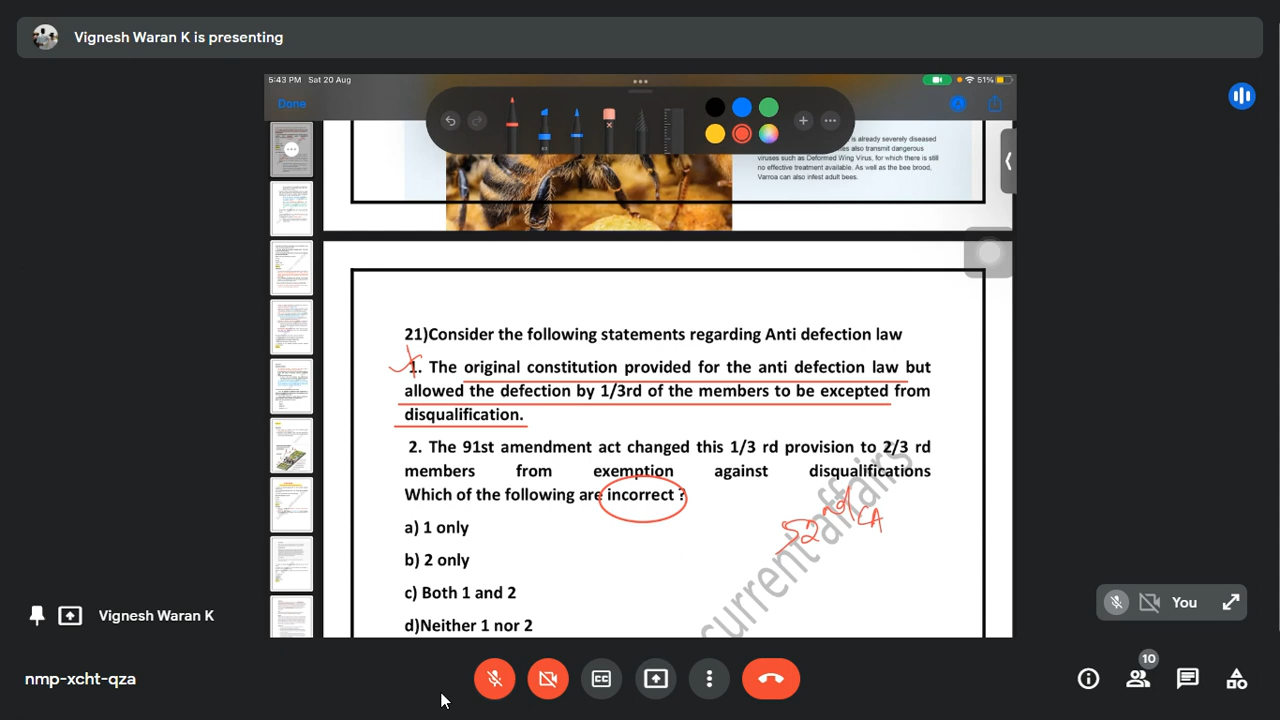 Vignesh Waran K is presenting
5:43 PM Sat 20 Aug
51%
Done
is already severely diseased
es also transmit dangerous
viruses such as Deformed Wing Virus, for which there is still
no effective treatment available. As well as the bee brood,
Varroa can also infest adult bees.
21)Consider the following statements regarding Anti defection law
1. The original constitution provided for the anti defection law but
allowed the defection by 1/3rd of the members to be excepted from
disqualification.
2. The 91st amendment act changed this 1/3 rd provision to 2/3 rd
members from exemption against disqualifications
Which of the following are incorrect ?
52nd CA
a) 1 only
b) 2 only
c) Both 1 and 2
d)Neither 1 nor 2
current affairs
Vignesh Waran K
You
nmp-xcht-qza
CC
10